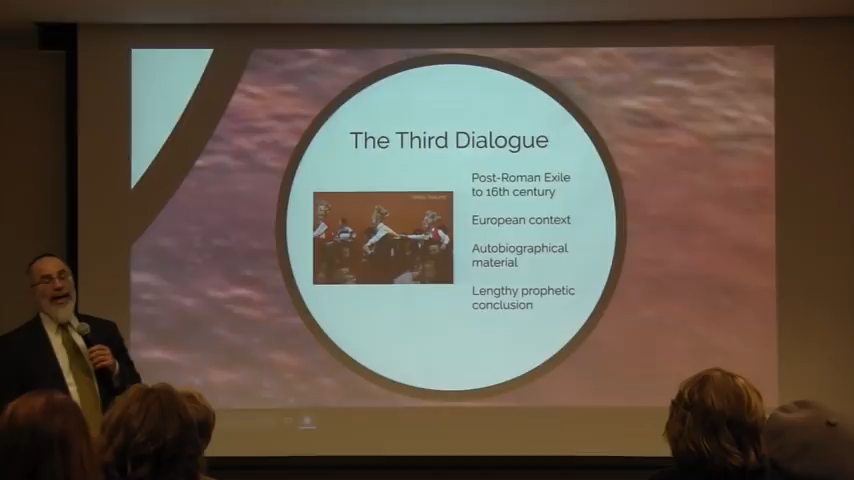 The Third Dialogue
Post-Roman Exile
to 16th century
European context
Autobiographical
material
Lengthy prophetic
conclusion